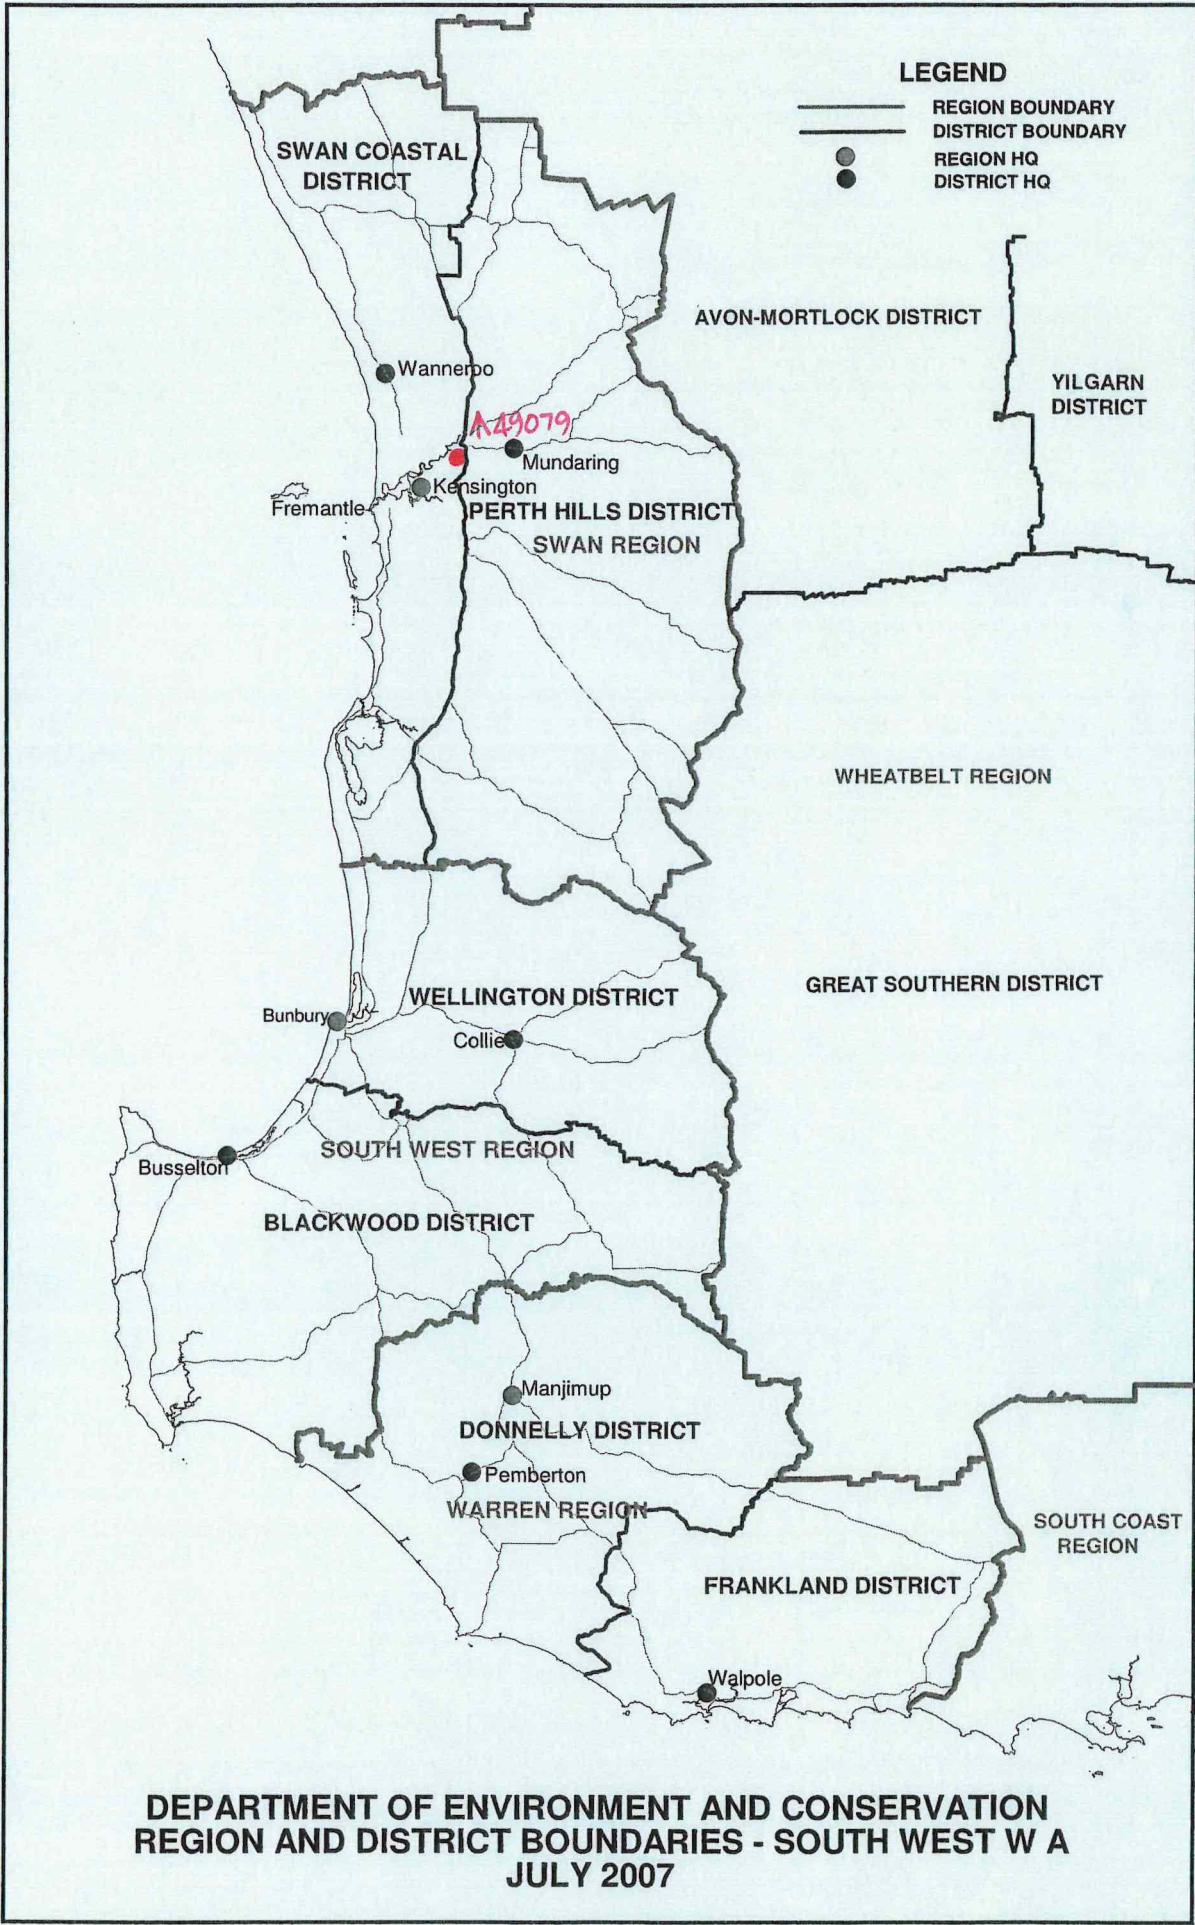 LEGEND
REGION BOUNDARY
DISTRICT BOUNDARY
REGION HQ
DISTRICT HQ
SWAN COASTAL
DISTRICT
AVON-MORTLOCK DISTRICT
YILGARN
DISTRICT
Wanneroo
A49079
Mundaring
Kensington
Fremantle
PERTH HILLS DISTRICT
SWAN REGION
WHEATBELT REGION
GREAT SOUTHERN DISTRICT
WELLINGTON DISTRICT
Bunbury
Collie
SOUTH WEST REGION
Busselton
BLACKWOOD DISTRICT
Manjimup
DONNELLY DISTRICT
Pemberton
WARREN REGION
SOUTH COAST
REGION
FRANKLAND DISTRICT
Walpole
DEPARTMENT OF ENVIRONMENT AND CONSERVATION
REGION AND DISTRICT BOUNDARIES - SOUTH WEST W A
JULY 2007